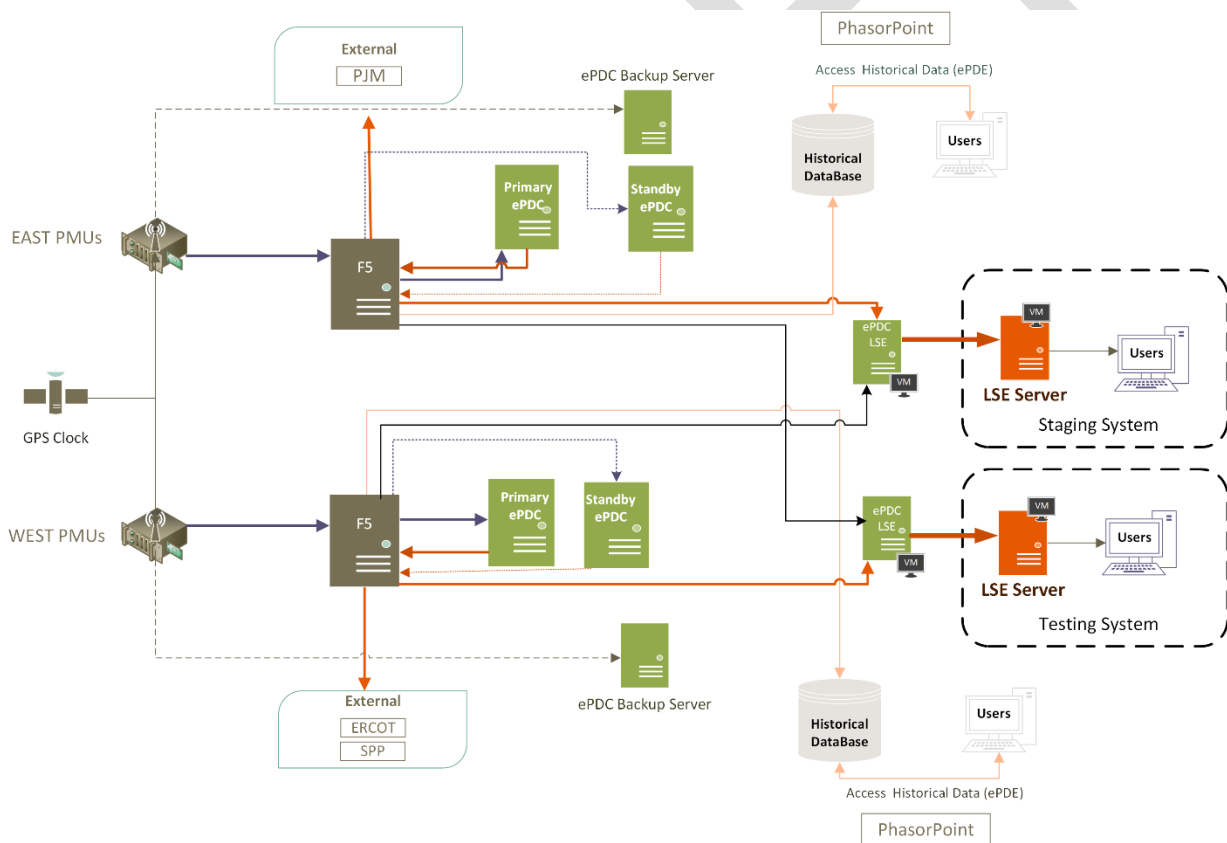 PhasorPoint
External
PJM
ePDC Backup Server
Access Historical Data (ePDE)
Users
Historical
DataBase
Primary
ePDC
Standby
ePDC
EAST PMUs
F5
VM
ePDC
LSE
VM
Users
LSE Server
Staging System
GPS Clock
WEST PMUs
F5
Primary
ePDC
Standby
ePDC
ePDC
LSE
VM
VM
Users
LSE Server
Testing System
ePDC Backup Server
External
ERCOT
SPP
Historical
DataBase
Users
Access Historical Data (ePDE)
PhasorPoint